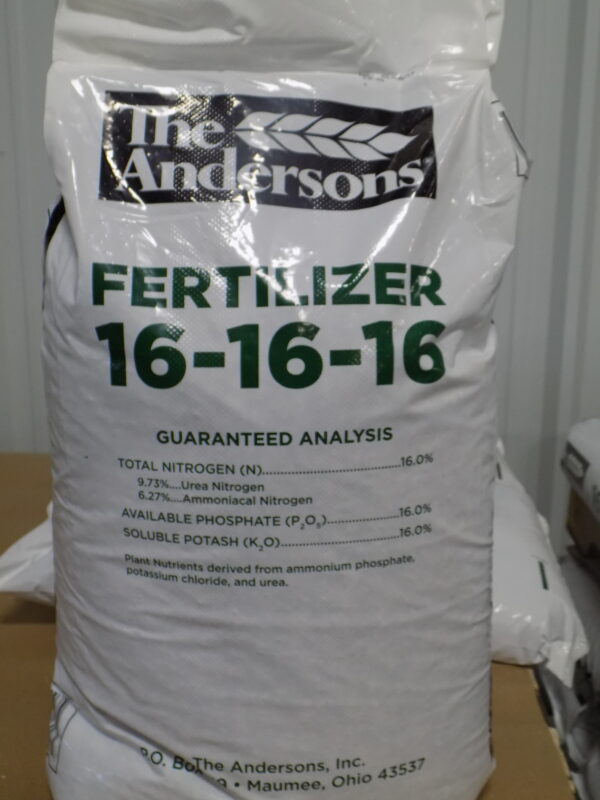 The
Andersons
FERTILIZER
16-16-16
GUARANTEED ANALYSIS
TOTAL NITROGEN (N)..............................16.0%
9.73%....Urea Nitrogen
6.27%....Ammoniacal Nitrogen
AVAILABLE PHOSPHATE (P₂O₅)................16.0%
SOLUBLE POTASH (K₂O)..........................16.0%
Plant Nutrients derived from ammonium phosphate,
potassium chloride, and urea.
The Andersons, Inc.
P.O. Box 9 • Maumee, Ohio 43537